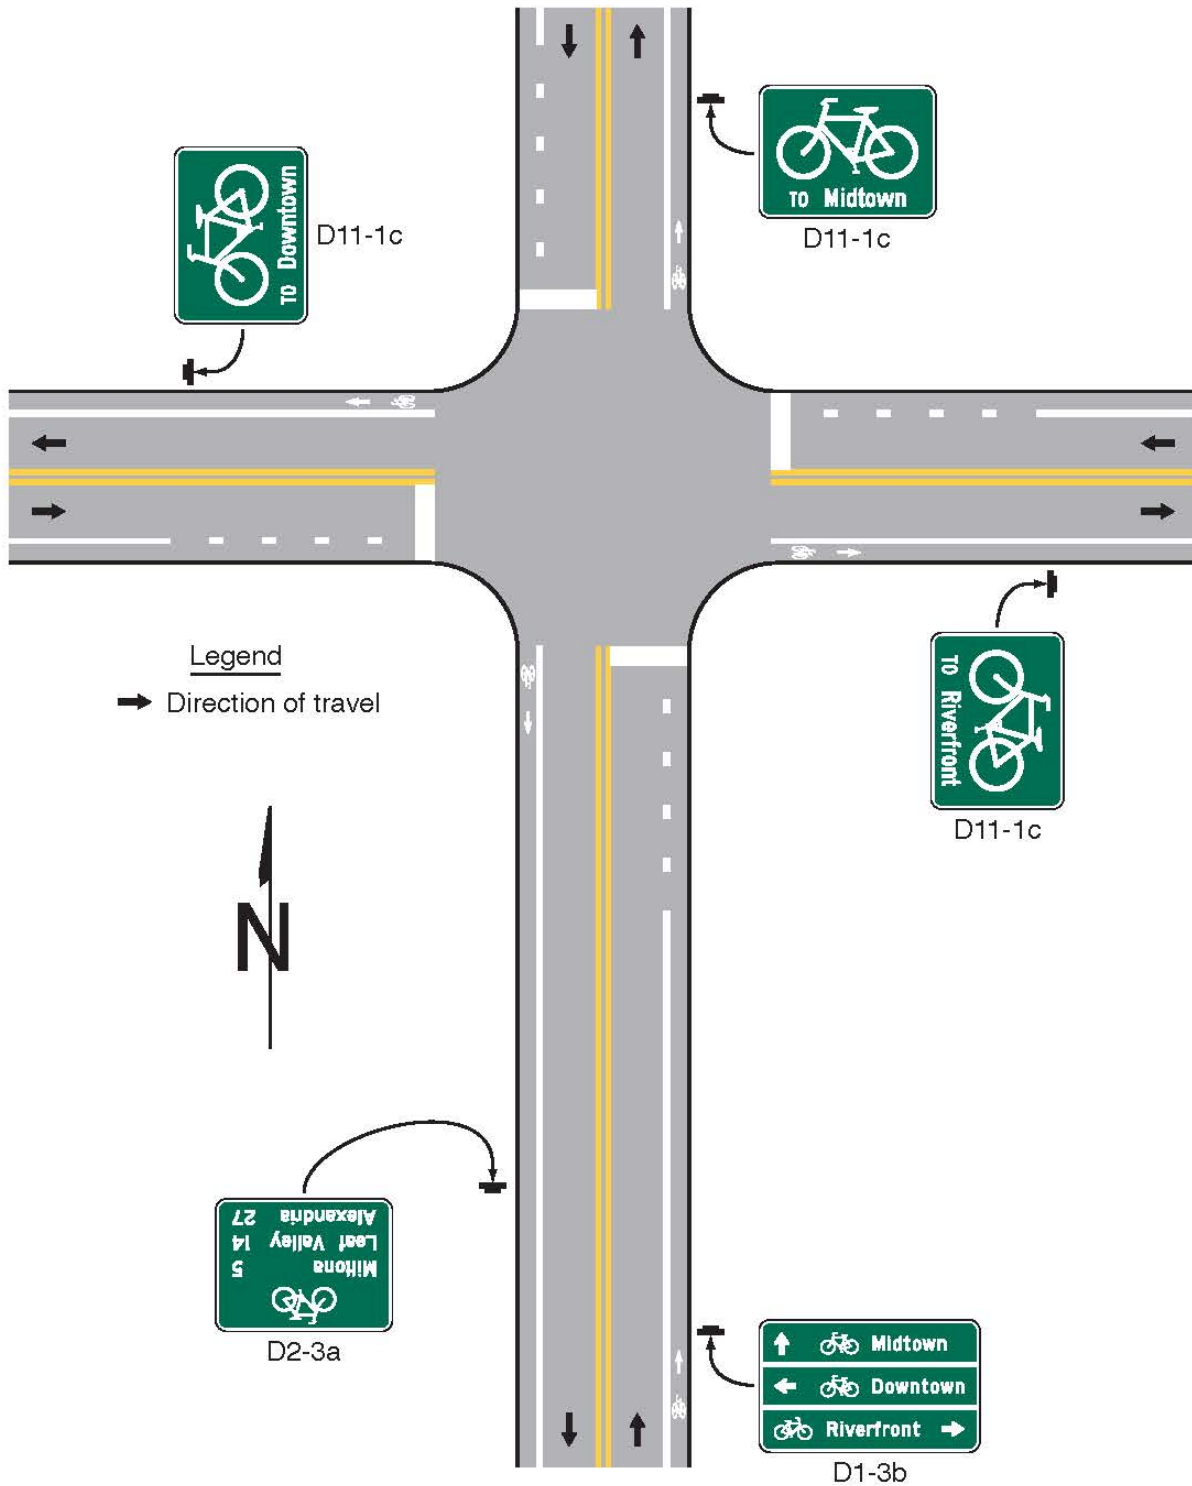 TO Midtown
D11-1c
TO Downtown
D11-1c
Legend
Direction of travel
TO Riverfront
D11-1c
N
Miltona 5
Leaf Valley 14
Alexandria 27
D2-3a
Midtown
Downtown
Riverfront
D1-3b